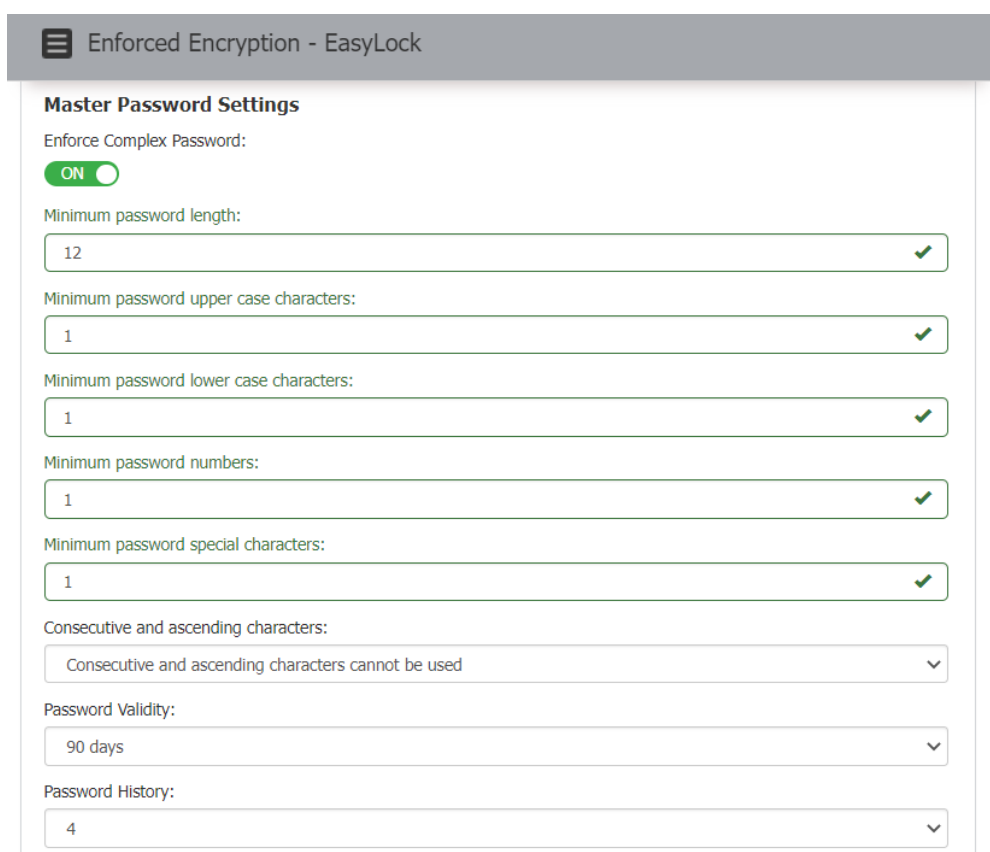 Enforced Encryption - EasyLock
Master Password Settings
Enforce Complex Password:
ON
Minimum password length:
12
Minimum password upper case characters:
1
Minimum password lower case characters:
1
Minimum password numbers:
1
Minimum password special characters:
1
Consecutive and ascending characters:
Consecutive and ascending characters cannot be used
Password Validity:
90 days
Password History:
4